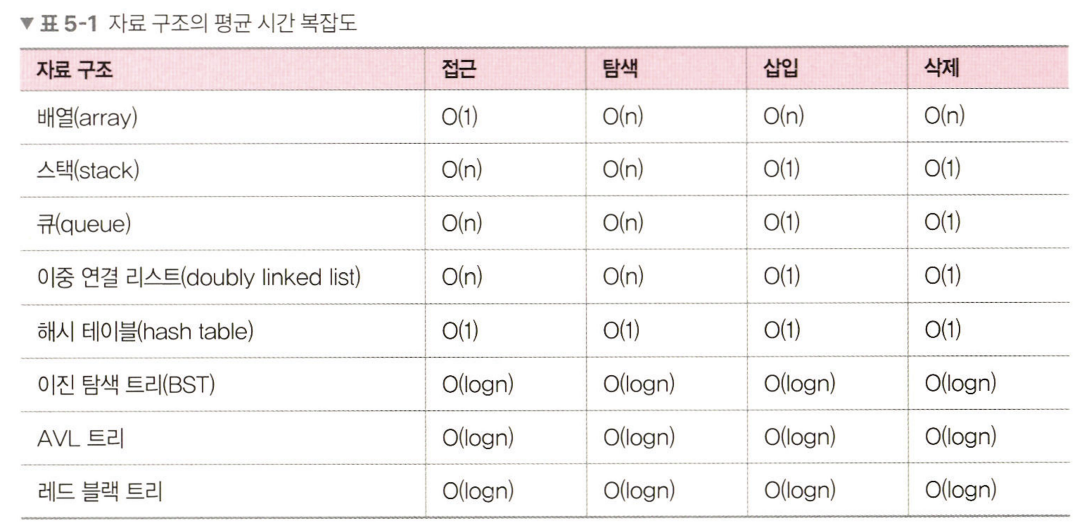 ▼ 표 5-1 자료 구조의 평균 시간 복잡도
자료 구조 접근 탐색 삽입 삭제
배열(array) O(1) O(n) O(n) O(n)
스택(stack) O(n) O(n) O(1) O(1)
큐(queue) O(n) O(n) O(1) O(1)
이중 연결 리스트(doubly linked list) O(n) O(n) O(1) O(1)
해시 테이블(hash table) O(1) O(1) O(1) O(1)
이진 탐색 트리(BST) O(logn) O(logn) O(logn) O(logn)
AVL 트리 O(logn) O(logn) O(logn) O(logn)
레드 블랙 트리 O(logn) O(logn) O(logn) O(logn)